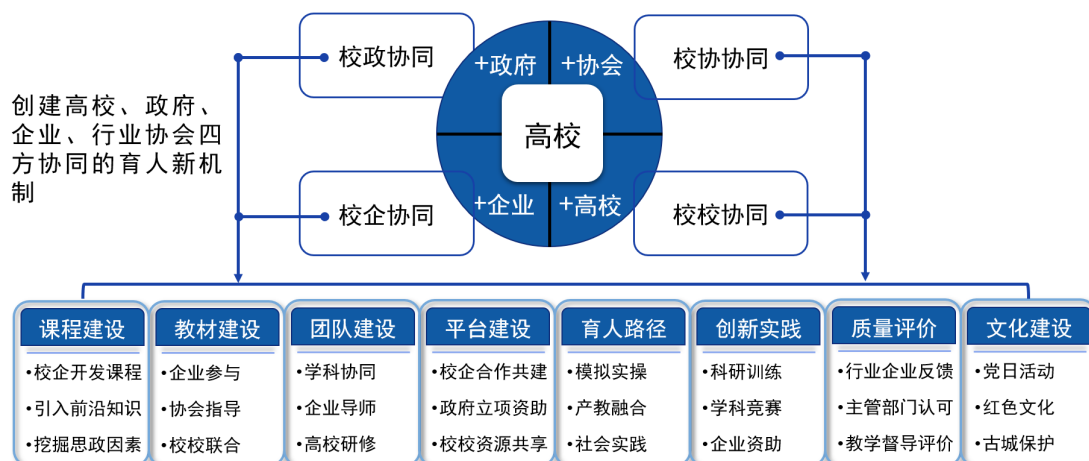 创建高校、政府、
企业、行业协会四
方协同的育人新机
制
校政协同
+政府
+协会
校协协同
高校
校企协同
+企业
+高校
校校协同
课程建设
•校企开发课程
•引入前沿知识
•挖掘思政因素
教材建设
•企业参与
•协会指导
•校校联合
团队建设
•学科协同
•企业导师
•高校研修
平台建设
•校企合作共建
•政府立项资助
•校校资源共享
育人路径
•模拟实操
•产教融合
•社会实践
创新实践
•科研训练
•学科竞赛
•企业资助
质量评价
•行业企业反馈
•主管部门认可
•教学督导评价
文化建设
•党日活动
•红色文化
•古城保护